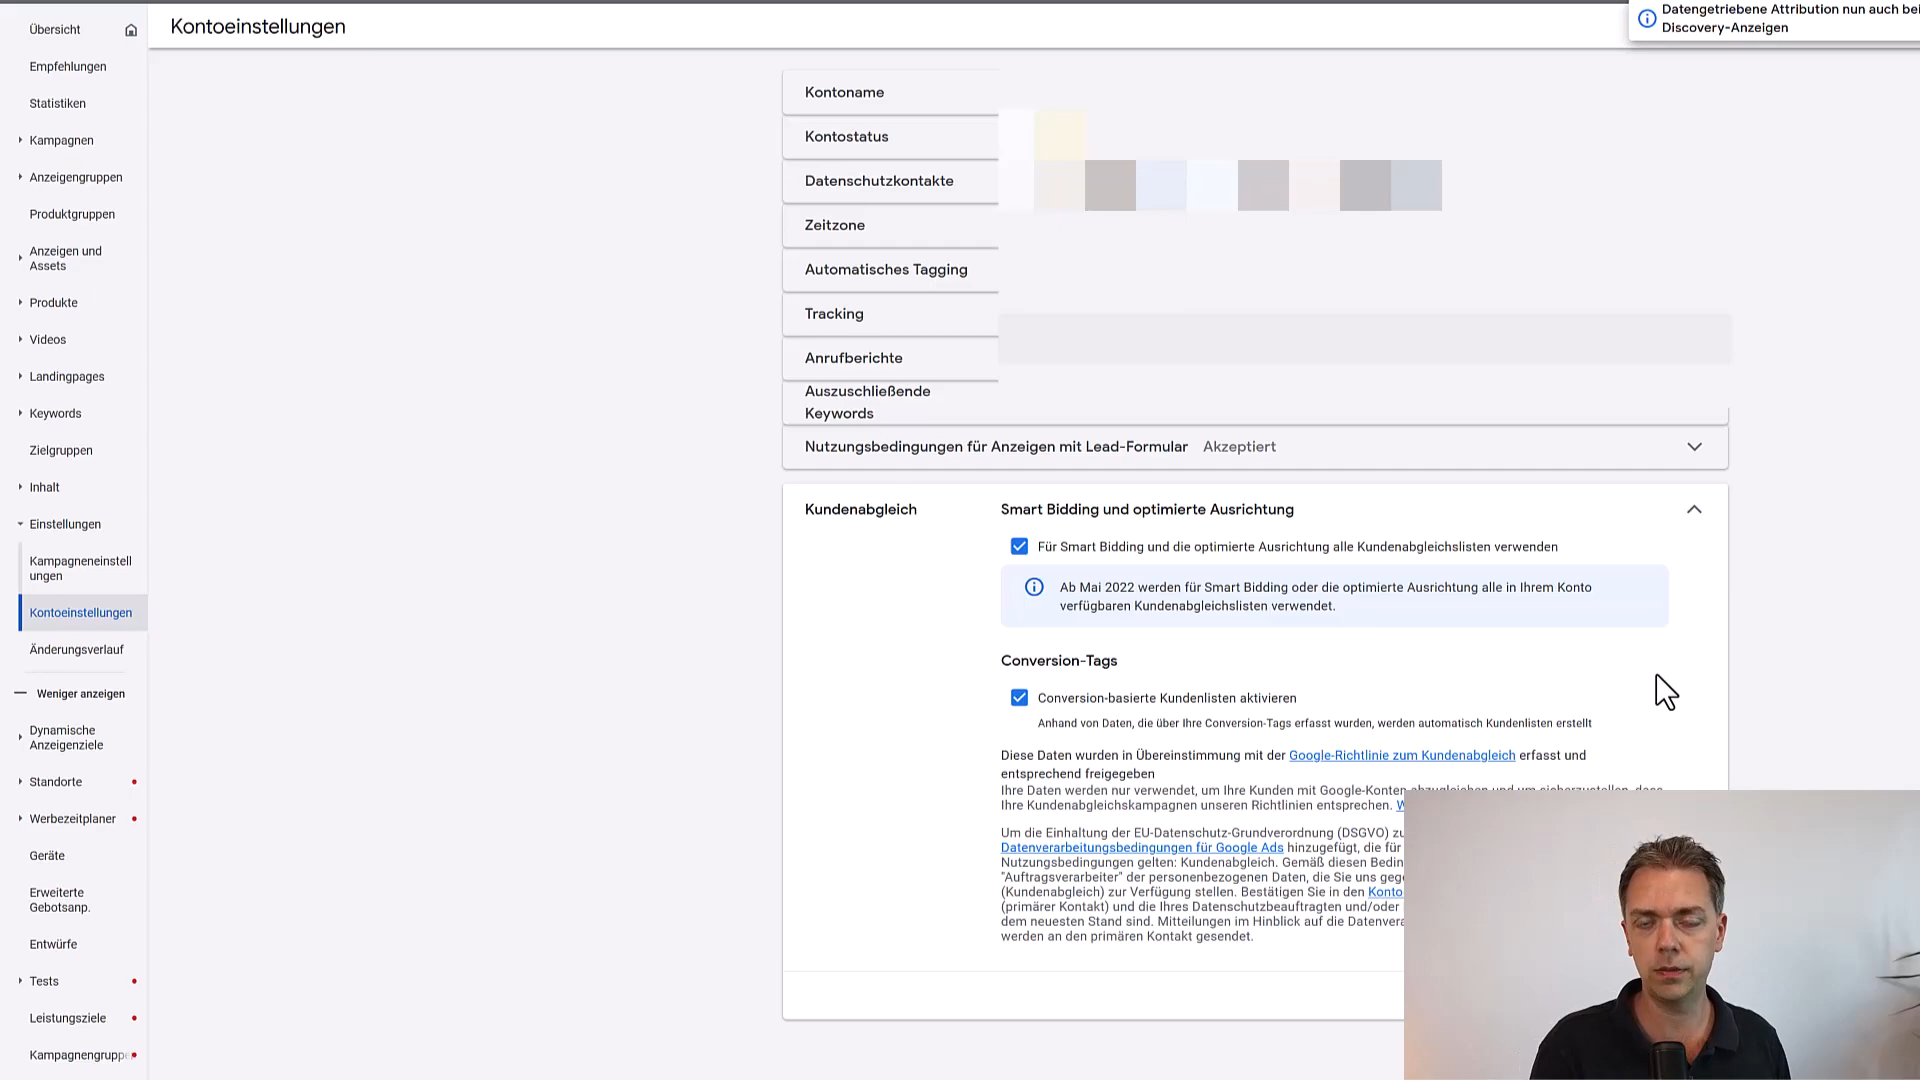 Übersicht
Empfehlungen
Statistiken
Kampagnen
Anzeigengruppen
Produktgruppen
Anzeigen und
Assets
Produkte
Videos
Landingpages
Keywords
Zielgruppen
Inhalt
Einstellungen
Kampagneneinstell
ungen
Kontoeinstellungen
Änderungsverlauf
Weniger anzeigen
Dynamische
Anzeigenziele
Standorte
Werbezeitplaner
Geräte
Erweiterte
Gebotsanp.
Entwürfe
Tests
Leistungsziele
Kampagnengruppe
Kontoeinstellungen
Datengetriebene Attribution nun auch bei
Discovery-Anzeigen
Kontoname
Kontostatus
Datenschutzkontakte
Zeitzone
Automatisches Tagging
Tracking
Anrufberichte
Auszuschließende
Keywords
Nutzungsbedingungen für Anzeigen mit Lead-Formular Akzeptiert
Kundenabgleich
Smart Bidding und optimierte Ausrichtung
Für Smart Bidding und die optimierte Ausrichtung alle Kundenabgleichslisten verwenden
Ab Mai 2022 werden für Smart Bidding oder die optimierte Ausrichtung alle in Ihrem Konto
verfügbaren Kundenabgleichslisten verwendet.
Conversion-Tags
Conversion-basierte Kundenlisten aktivieren
Anhand von Daten, die über Ihre Conversion-Tags erfasst wurden, werden automatisch Kundenlisten erstellt
Diese Daten wurden in Übereinstimmung mit der Google-Richtlinie zum Kundenabgleich erfasst und
entsprechend freigegeben
Ihre Daten werden nur verwendet, um Ihre Kunden mit Google-Konten abzugleichen und um sicherzustellen, dass
Ihre Kundenabgleichskampagnen unseren Richtlinien entsprechen. W
Um die Einhaltung der EU-Datenschutz-Grundverordnung (DSGVO) zu
Datenverarbeitungsbedingungen für Google Ads hinzugefügt, die für
Nutzungsbedingungen gelten: Kundenabgleich. Gemäß diesen Bedin
"Auftragsverarbeiter" der personenbezogenen Daten, die Sie uns gege
(Kundenabgleich) zur Verfügung stellen. Bestätigen Sie in den Konto
(primärer Kontakt) und die Ihres Datenschutzbeauftragten und/oder
dem neuesten Stand sind. Mitteilungen im Hinblick auf die Datenvera
werden an den primären Kontakt gesendet.